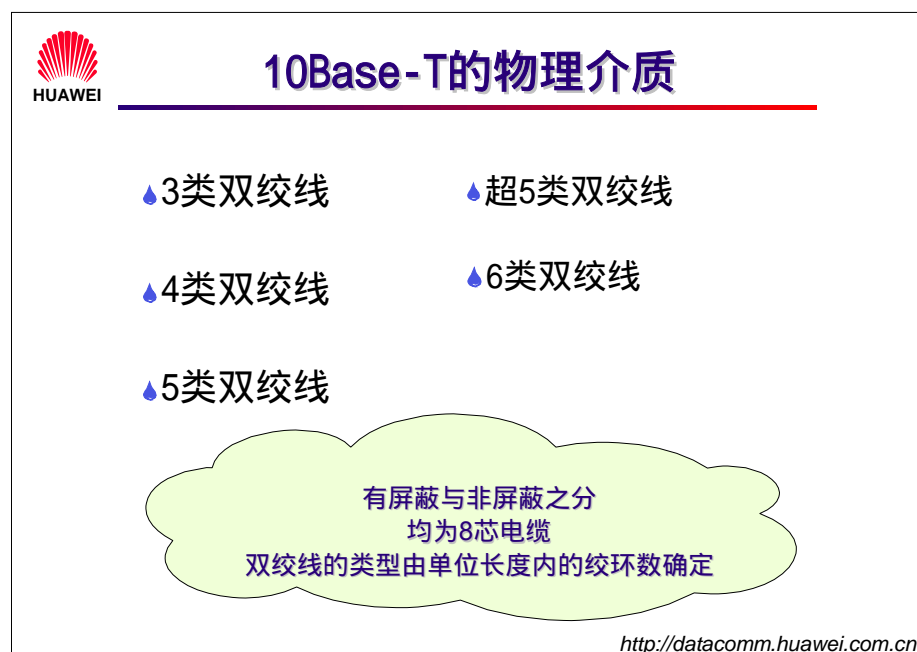 HUAWEI
10Base-T的物理介质
3类双绞线
4类双绞线
5类双绞线
超5类双绞线
6类双绞线
有屏蔽与非屏蔽之分
均为8芯电缆
双绞线的类型由单位长度内的绞环数确定
http://datacomm.huawei.com.cn